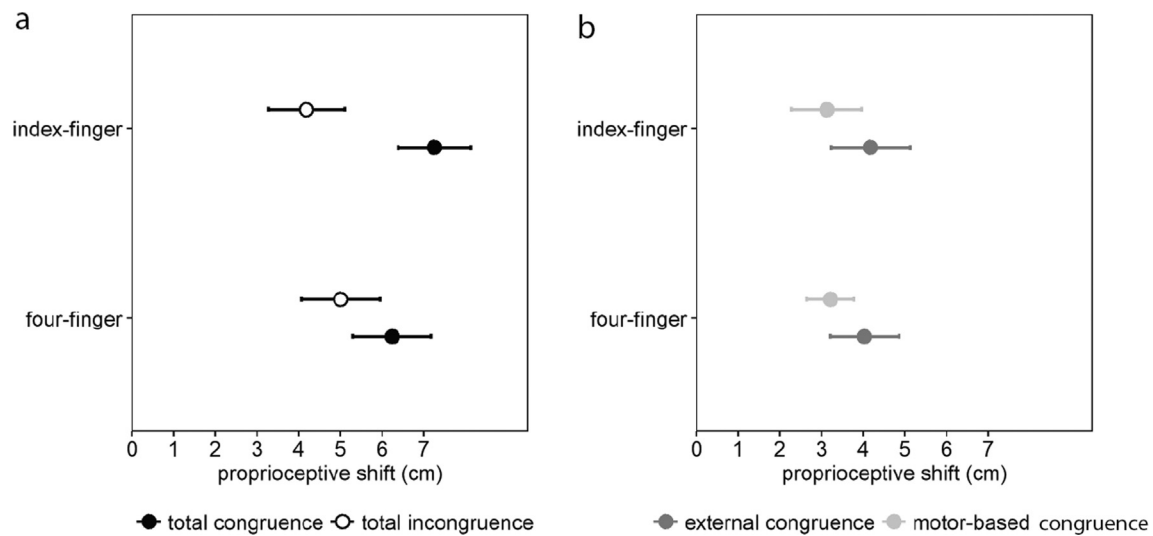 a
index-finger
four-finger
0 1 2 3 4 5 6 7
proprioceptive shift (cm)
total congruence total incongruence
b
index-finger
four-finger
0 1 2 3 4 5 6 7
proprioceptive shift (cm)
external congruence motor-based congruence